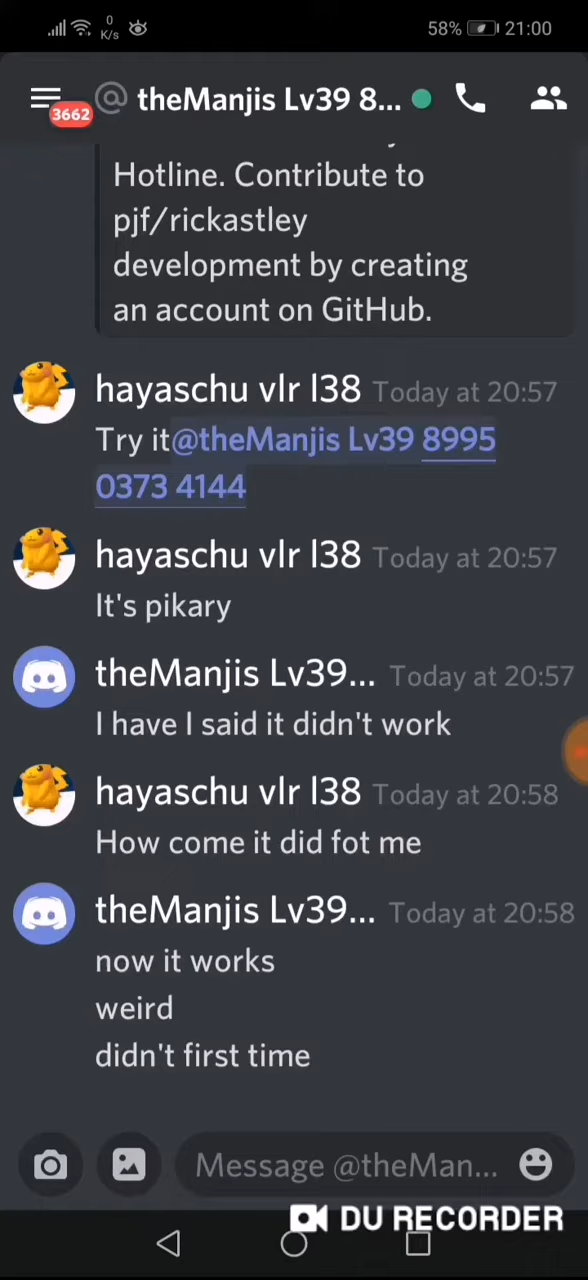 0
K/s
58%
21:00
3662
@ theManjis Lv39 8...
Hotline. Contribute to
pjf/rickastley
development by creating
an account on GitHub.
hayaschu vlr l38 Today at 20:57
Try it@theManjis Lv39 8995
0373 4144
hayaschu vlr l38 Today at 20:57
It's pikary
theManjis Lv39... Today at 20:57
I have I said it didn't work
hayaschu vlr l38 Today at 20:58
How come it did fot me
theManjis Lv39... Today at 20:58
now it works
weird
didn't first time
Message @theMan...
DU RECORDER